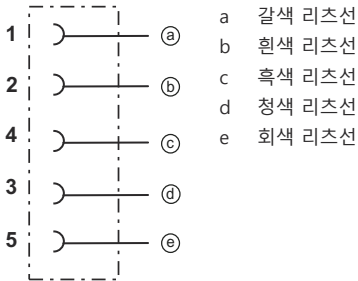 1 ⓐ a 갈색 리츠선
2 ⓑ b 흰색 리츠선
4 ⓒ c 흑색 리츠선
3 ⓓ d 청색 리츠선
5 ⓔ e 회색 리츠선